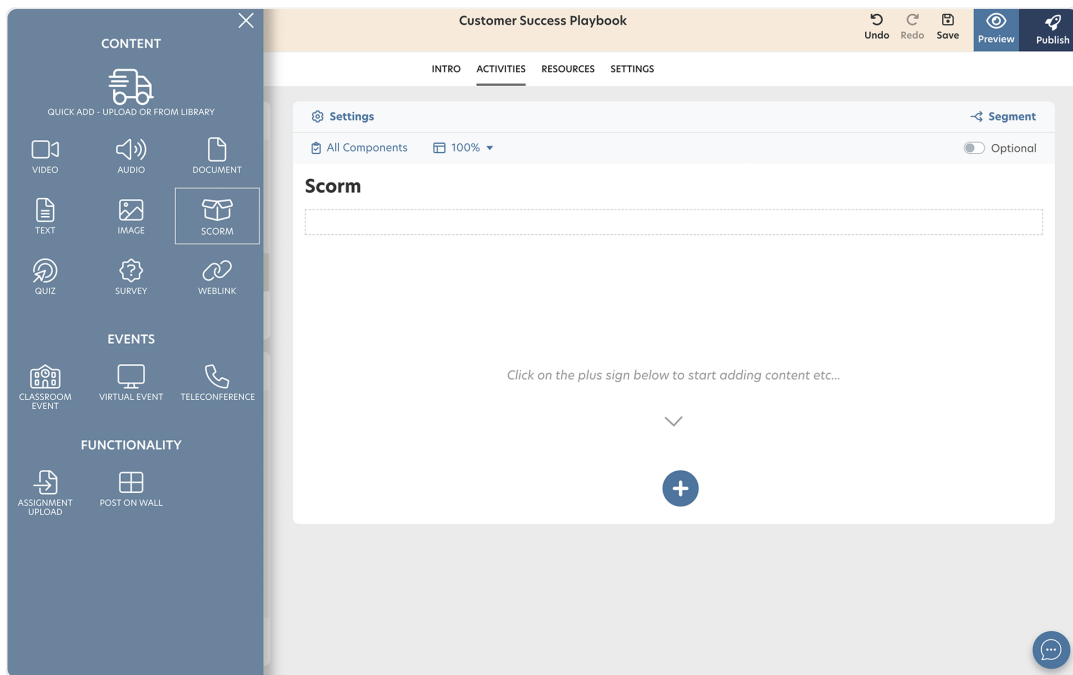 CONTENT
QUICK ADD - UPLOAD OR FROM LIBRARY
VIDEO
AUDIO
DOCUMENT
TEXT
IMAGE
SCORM
QUIZ
SURVEY
WEBLINK
EVENTS
CLASSROOM
EVENT
VIRTUAL EVENT
TELECONFERENCE
FUNCTIONALITY
ASSIGNMENT
UPLOAD
POST ON WALL
Customer Success Playbook
Undo
Redo
Save
Preview
Publish
INTRO
ACTIVITIES
RESOURCES
SETTINGS
Settings
Segment
All Components
100%
Optional
Scorm
Click on the plus sign below to start adding content etc...